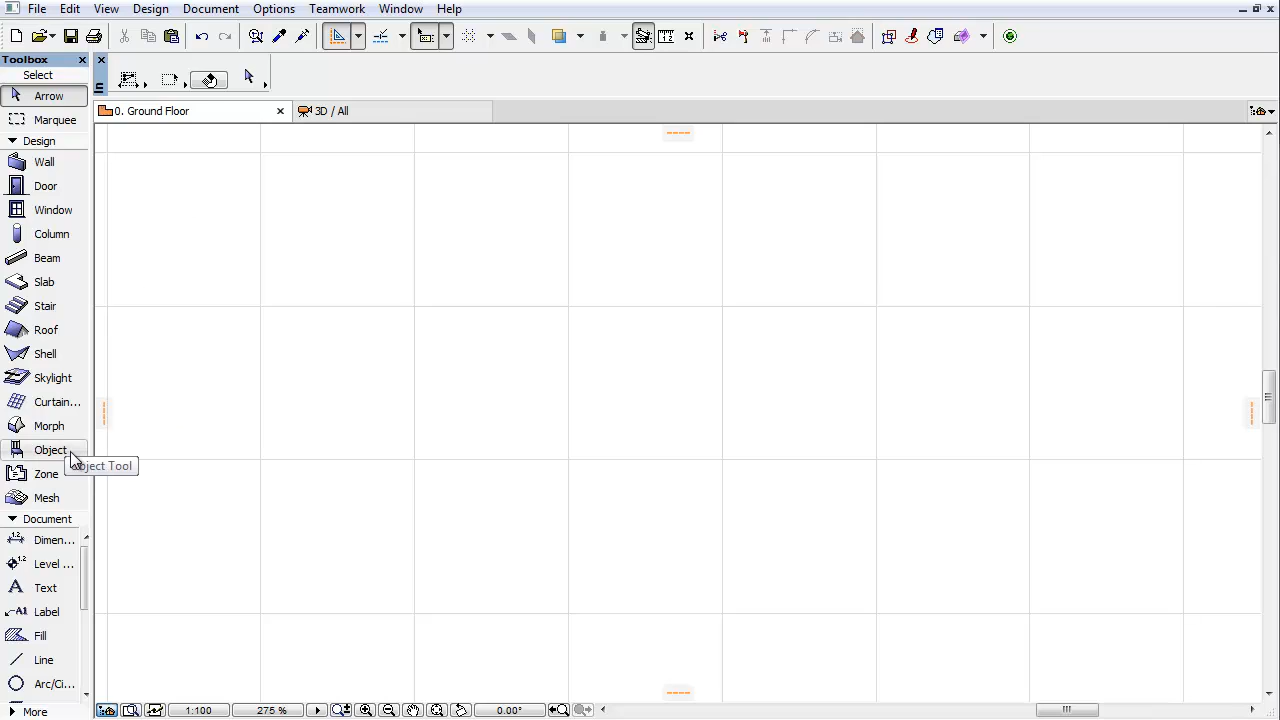 File Edit View Design Document Options Teamwork Window Help
Toolbox
Select
Arrow
Marquee
Design
Wall
Door
Window
Column
Beam
Slab
Stair
Roof
Shell
Skylight
Curtain...
Morph
Object
Zone
Mesh
Document
Dimen...
Level ...
Text
Label
Fill
Line
Arc/Ci...
More
0. Ground Floor
3D / All
Object Tool
1:100
275 %
0.00°